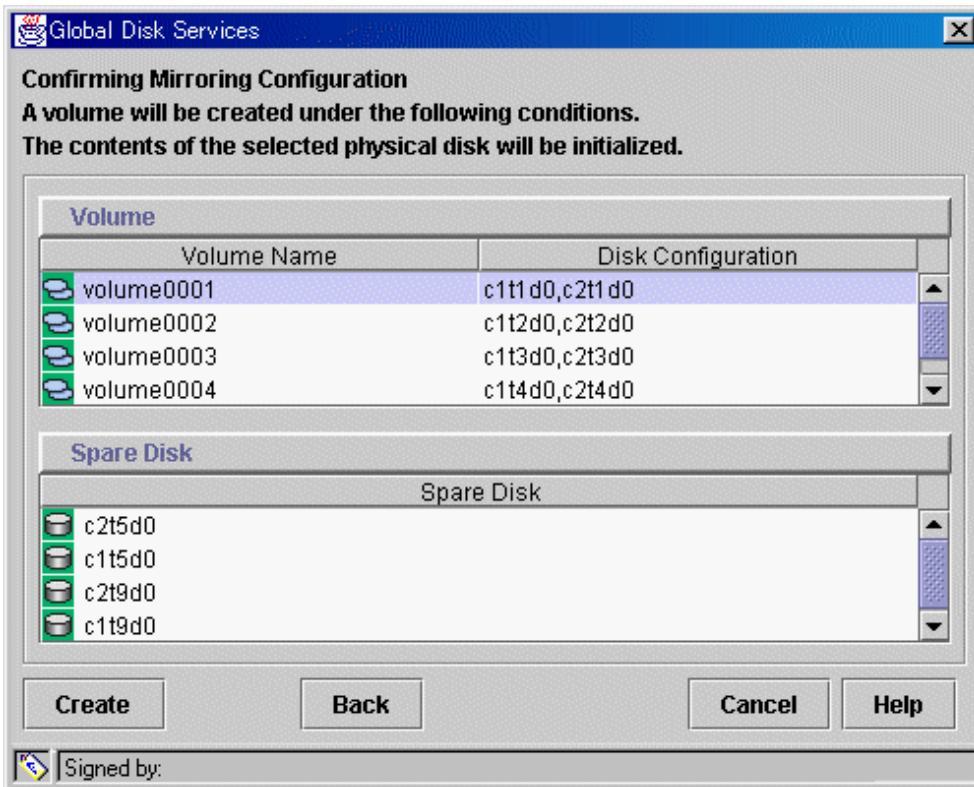 Global Disk Services
Confirming Mirroring Configuration
A volume will be created under the following conditions.
The contents of the selected physical disk will be initialized.
Volume
Volume Name Disk Configuration
volume0001 c1t1d0,c2t1d0
volume0002 c1t2d0,c2t2d0
volume0003 c1t3d0,c2t3d0
volume0004 c1t4d0,c2t4d0
Spare Disk
Spare Disk
c2t5d0
c1t5d0
c2t9d0
c1t9d0
Create Back Cancel Help
Signed by: